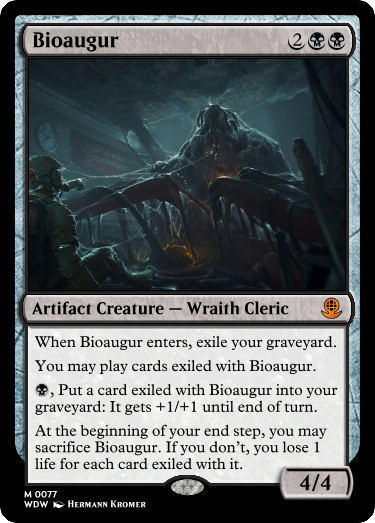 Bioaugur
2
Artifact Creature — Wraith Cleric
When Bioaugur enters, exile your graveyard.
You may play cards exiled with Bioaugur.
, Put a card exiled with Bioaugur into your
graveyard: It gets +1/+1 until end of turn.
At the beginning of your end step, you may
sacrifice Bioaugur. If you don't, you lose 1
life for each card exiled with it.
4/4
M 0077
WDW Hermann Kromer